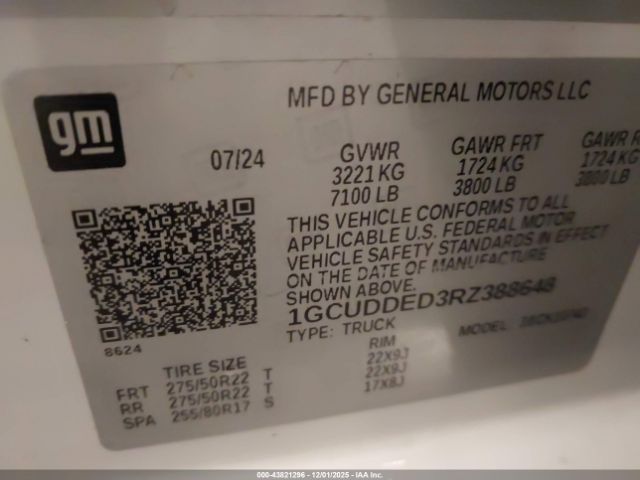 gm
MFD BY GENERAL MOTORS LLC
07/24
GVWR GAWR FRT GAWR
3221 KG 1724 KG 1724 KG
7100 LB 3800 LB 3800 LB
THIS VEHICLE CONFORMS TO ALL
APPLICABLE U.S. FEDERAL MOTOR
VEHICLE SAFETY STANDARDS IN EFFECT
ON THE DATE OF MANUFACTURE
SHOWN ABOVE.
1GCUDDED3RZ388648
TYPE: TRUCK MODEL:
8624
TIRE SIZE RIM
FRT 275/50R22 T 22X9J
RR 275/50R22 T 22X9J
SPA 255/80R17 S 17X8J
000-43821296 - 12/01/2025 - IAA Inc.